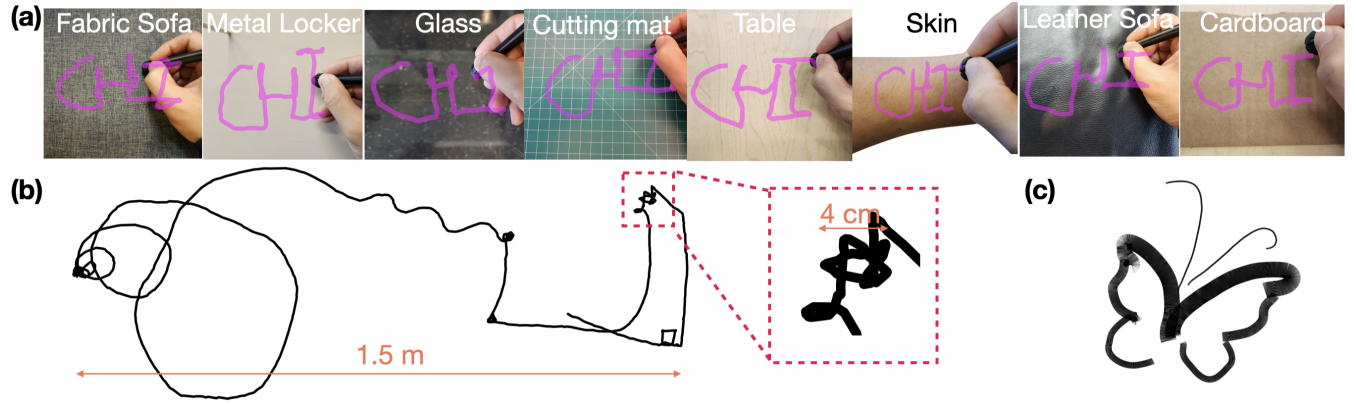 (a)
Fabric Sofa
Metal Locker
Glass
Cutting mat
Table
Skin
Leather Sofa
Cardboard
CHI
CHI
CHI
CHI
CHI
CHI
CHI
CHI
(b)
4 cm
1.5 m
(c)